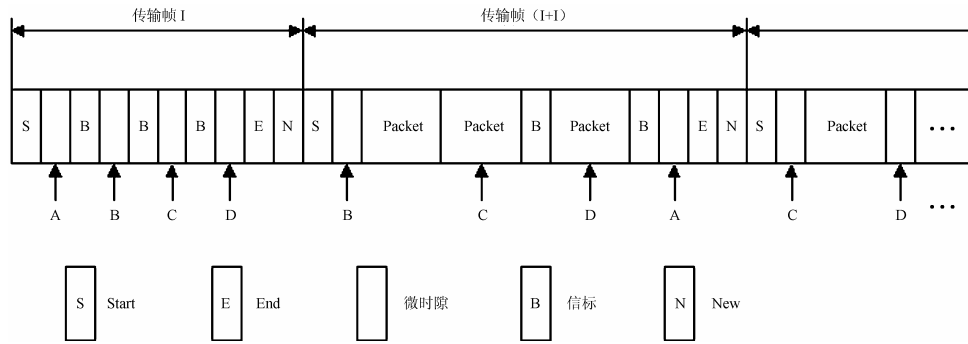 传输帧 I 传输帧（I+I）
S B B B E N S Packet Packet B Packet B E N S Packet …
A B C D B C D A C D …
S Start E End 微时隙 B 信标 N New